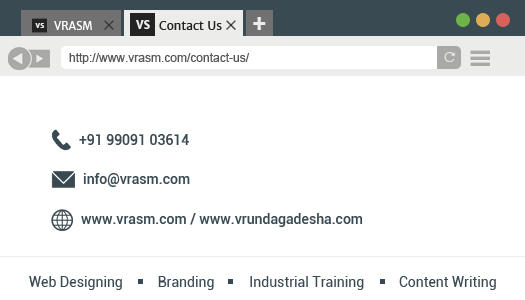 VS VRASM VS Contact Us
http://www.vrasm.com/contact-us/
+91 99091 03614
info@vrasm.com
www.vrasm.com / www.vrundagadesha.com
Web Designing ▪ Branding ▪ Industrial Training ▪ Content Writing